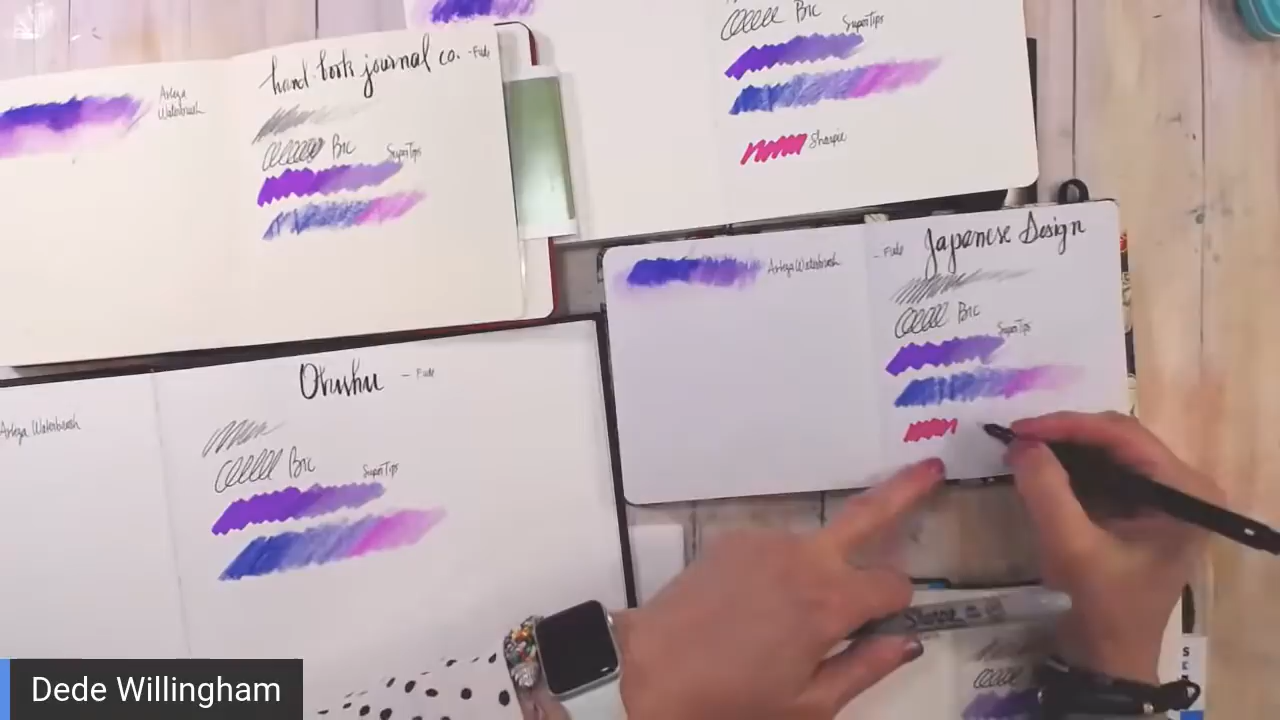 Arteza
Waterbrush
hand book journal co. - Fude
Bic
SuperTips
Bic
SuperTips
Sharpie
Arteza Waterbrush
- Fude
Japanese Design
Bic
SuperTips
Arteza Waterbrush
Okushu
- Fude
Bic
SuperTips
Sharpie
Dede Willingham